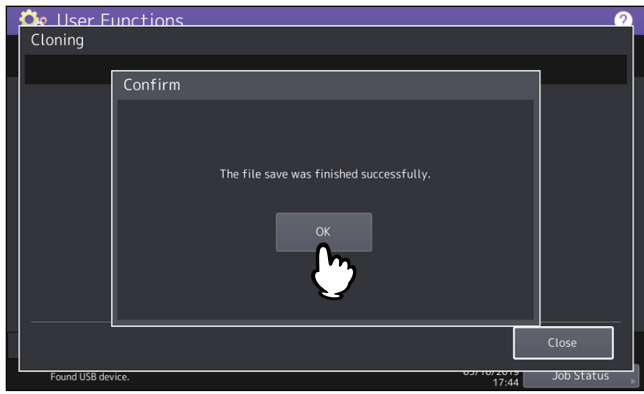 User Functions
?
Cloning
Confirm
The file save was finished successfully.
OK
Close
Found USB device.
17:44
Job Status